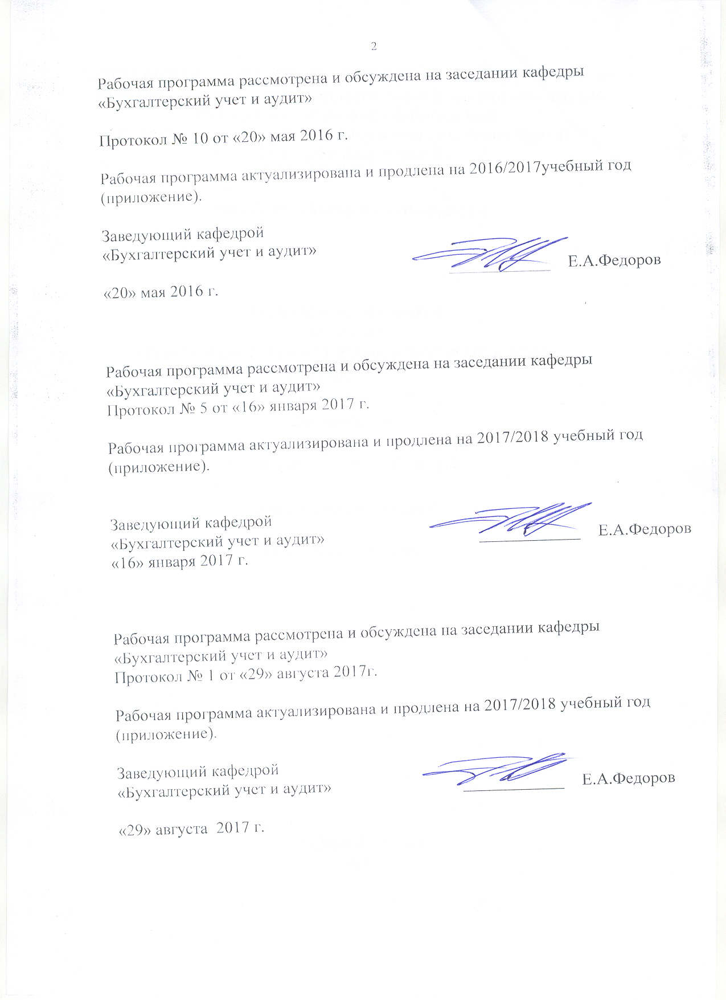 2
Рабочая программа рассмотрена и обсуждена на заседании кафедры
«Бухгалтерский учет и аудит»
Протокол № 10 от «20» мая 2016 г.
Рабочая программа актуализирована и продлена на 2016/2017учебный год
(приложение).
Заведующий кафедрой
«Бухгалтерский учет и аудит»
Е.А.Федоров
«20» мая 2016 г.
Рабочая программа рассмотрена и обсуждена на заседании кафедры
«Бухгалтерский учет и аудит»
Протокол № 5 от «16» января 2017 г.
Рабочая программа актуализирована и продлена на 2017/2018 учебный год
(приложение).
Заведующий кафедрой
«Бухгалтерский учет и аудит»
Е.А.Федоров
«16» января 2017 г.
Рабочая программа рассмотрена и обсуждена на заседании кафедры
«Бухгалтерский учет и аудит»
Протокол № 1 от «29» августа 2017г.
Рабочая программа актуализирована и продлена на 2017/2018 учебный год
(приложение).
Заведующий кафедрой
«Бухгалтерский учет и аудит»
Е.А.Федоров
«29» августа  2017 г.